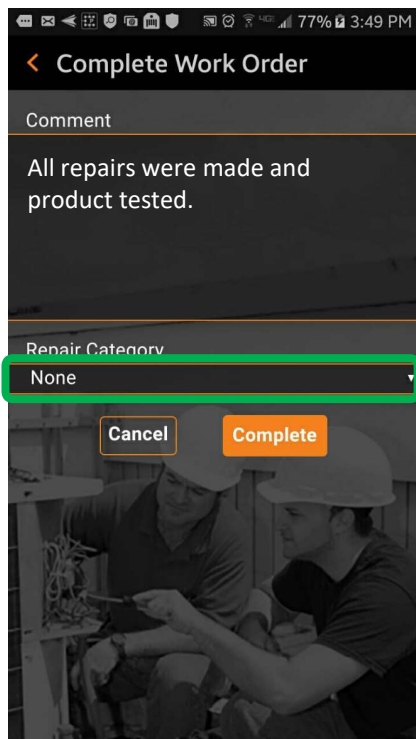 77% 3:49 PM
Complete Work Order
Comment
All repairs were made and
product tested.
Repair Category
None
Cancel Complete